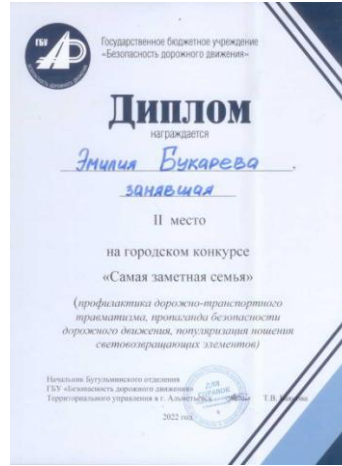 ГБУ
Государственное бюджетное учреждение
«Безопасность дорожного движения»
Диплом
награждается
Эмилия Букарева
занявшая
II место
на городском конкурсе
«Самая заметная семья»
(профилактика дорожно-транспортного
травматизма, пропаганда безопасности
дорожного движения, популяризация ношения
световозвращающих элементов)
Начальник Бугульминского отделения
ГБУ «Безопасность дорожного движения»
Территориального управления в г. Альметьевск
Т.В.
ДЛЯ
СПРАВОК
2022 год